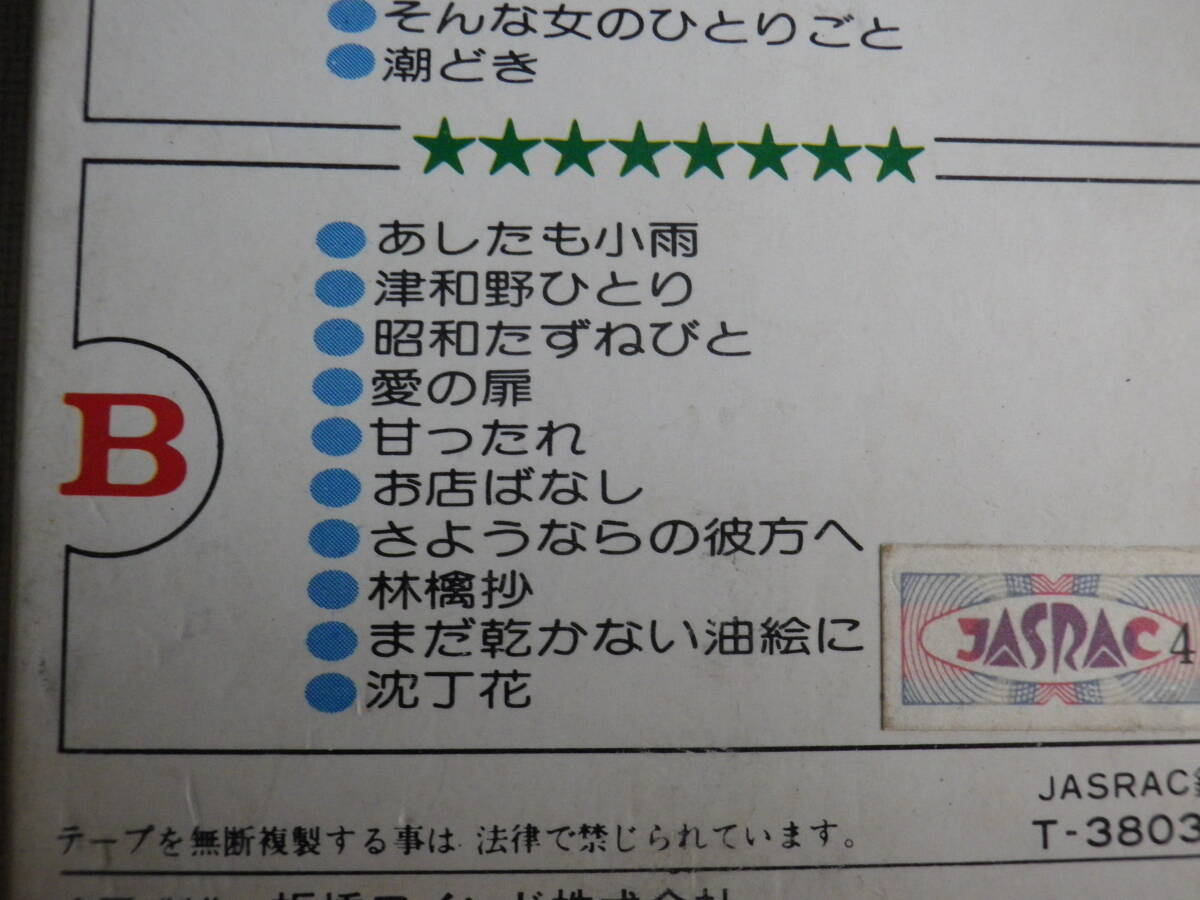 そんな女のひとりごと
潮どき
★★★★★★★★
B
あしたも小雨
津和野ひとり
昭和たずねびと
愛の扉
甘ったれ
お店ばなし
さようならの彼方へ
林檎抄
まだ乾かない油絵に
沈丁花
JASRAC 4
JASRAC
T-3803
テープを無断複製する事は 法律で禁じられています。